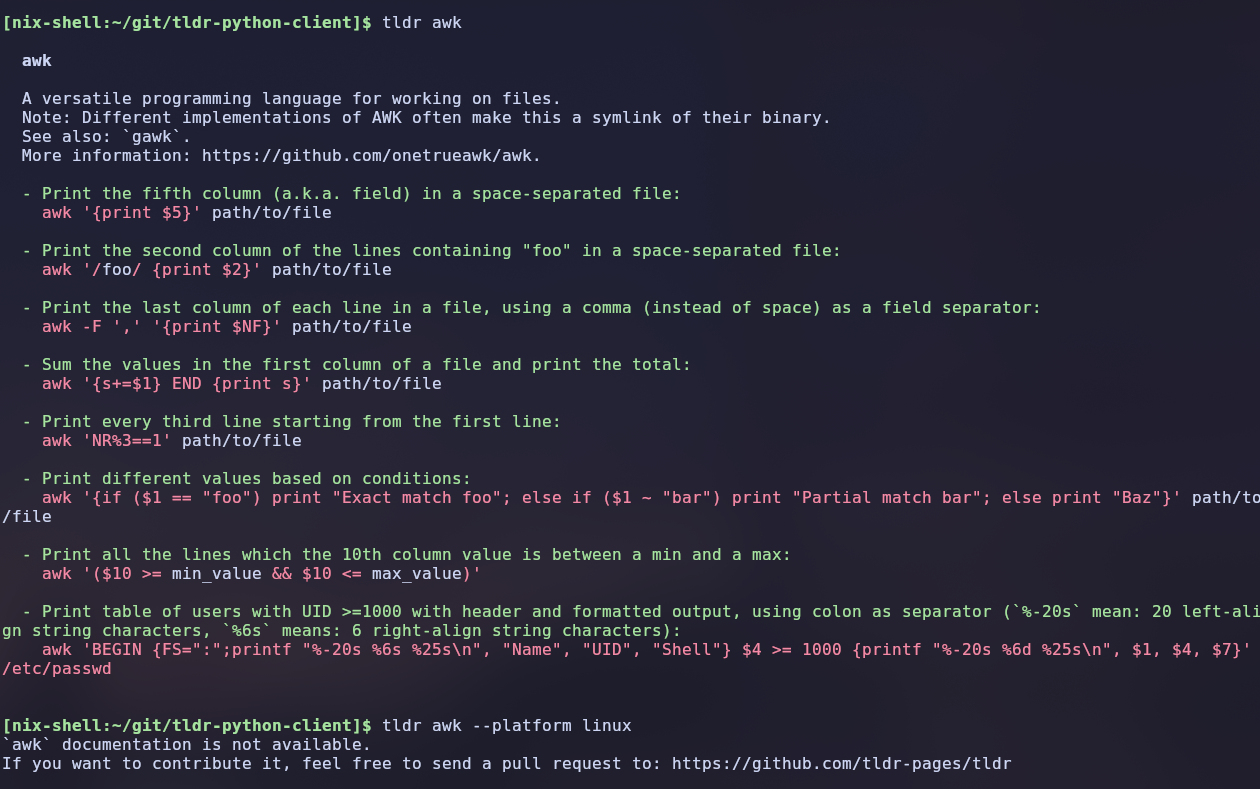 [nix-shell:~/git/tldr-python-client]$ tldr awk
awk
A versatile programming language for working on files.
Note: Different implementations of AWK often make this a symlink of their binary.
See also: `gawk`.
More information: https://github.com/onetrueawk/awk.
- Print the fifth column (a.k.a. field) in a space-separated file:
awk '{print $5}' path/to/file
- Print the second column of the lines containing "foo" in a space-separated file:
awk '/foo/ {print $2}' path/to/file
- Print the last column of each line in a file, using a comma (instead of space) as a field separator:
awk -F ',' '{print $NF}' path/to/file
- Sum the values in the first column of a file and print the total:
awk '{s+=$1} END {print s}' path/to/file
- Print every third line starting from the first line:
awk 'NR%3==1' path/to/file
- Print different values based on conditions:
awk '{if ($1 == "foo") print "Exact match foo"; else if ($1 ~ "bar") print "Partial match bar"; else print "Baz"}' path/to
/file
- Print all the lines which the 10th column value is between a min and a max:
awk '($10 >= min_value && $10 <= max_value)'
- Print table of users with UID >=1000 with header and formatted output, using colon as separator (`%-20s` mean: 20 left-ali
gn string characters, `%6s` means: 6 right-align string characters):
awk 'BEGIN {FS=":";printf "%-20s %6s %25s\n", "Name", "UID", "Shell"} $4 >= 1000 {printf "%-20s %6d %25s\n", $1, $4, $7}'
/etc/passwd
[nix-shell:~/git/tldr-python-client]$ tldr awk --platform linux
`awk` documentation is not available.
If you want to contribute it, feel free to send a pull request to: https://github.com/tldr-pages/tldr